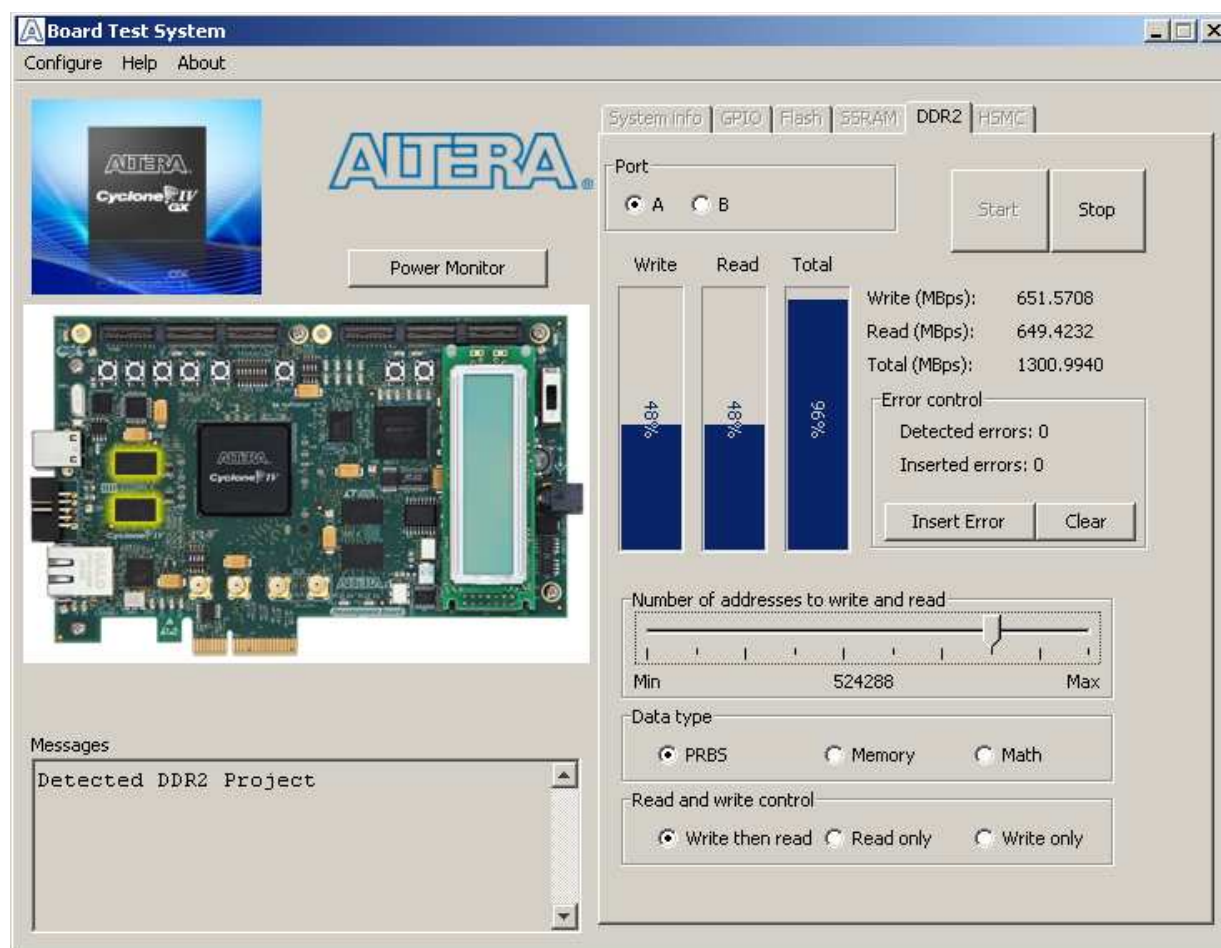 Board Test System
Configure Help About
ALTERA
Cyclone IV
GX
ALTERA
®
Power Monitor
ALTERA
Cyclone IV
Messages
Detected DDR2 Project
System info GPIO Flash SSRAM DDR2 HSMC
Port
A B
Start Stop
Write Read Total
48% 48% 96%
Write (MBps): 651.5708
Read (MBps): 649.4232
Total (MBps): 1300.9940
Error control
Detected errors: 0
Inserted errors: 0
Insert Error Clear
Number of addresses to write and read
Min 524288 Max
Data type
PRBS Memory Math
Read and write control
Write then read Read only Write only